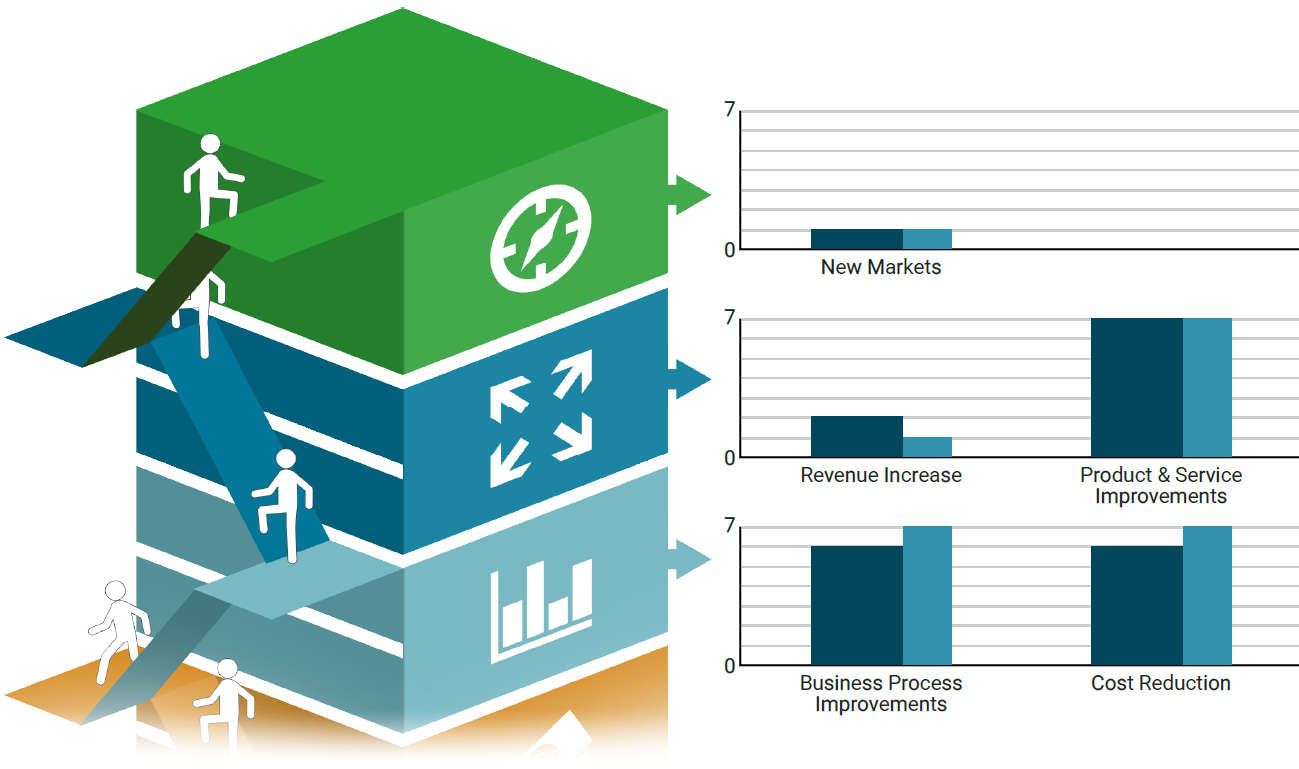 7
0
New Markets
7
0
Revenue Increase
Product & Service
Improvements
7
0
Business Process
Improvements
Cost Reduction